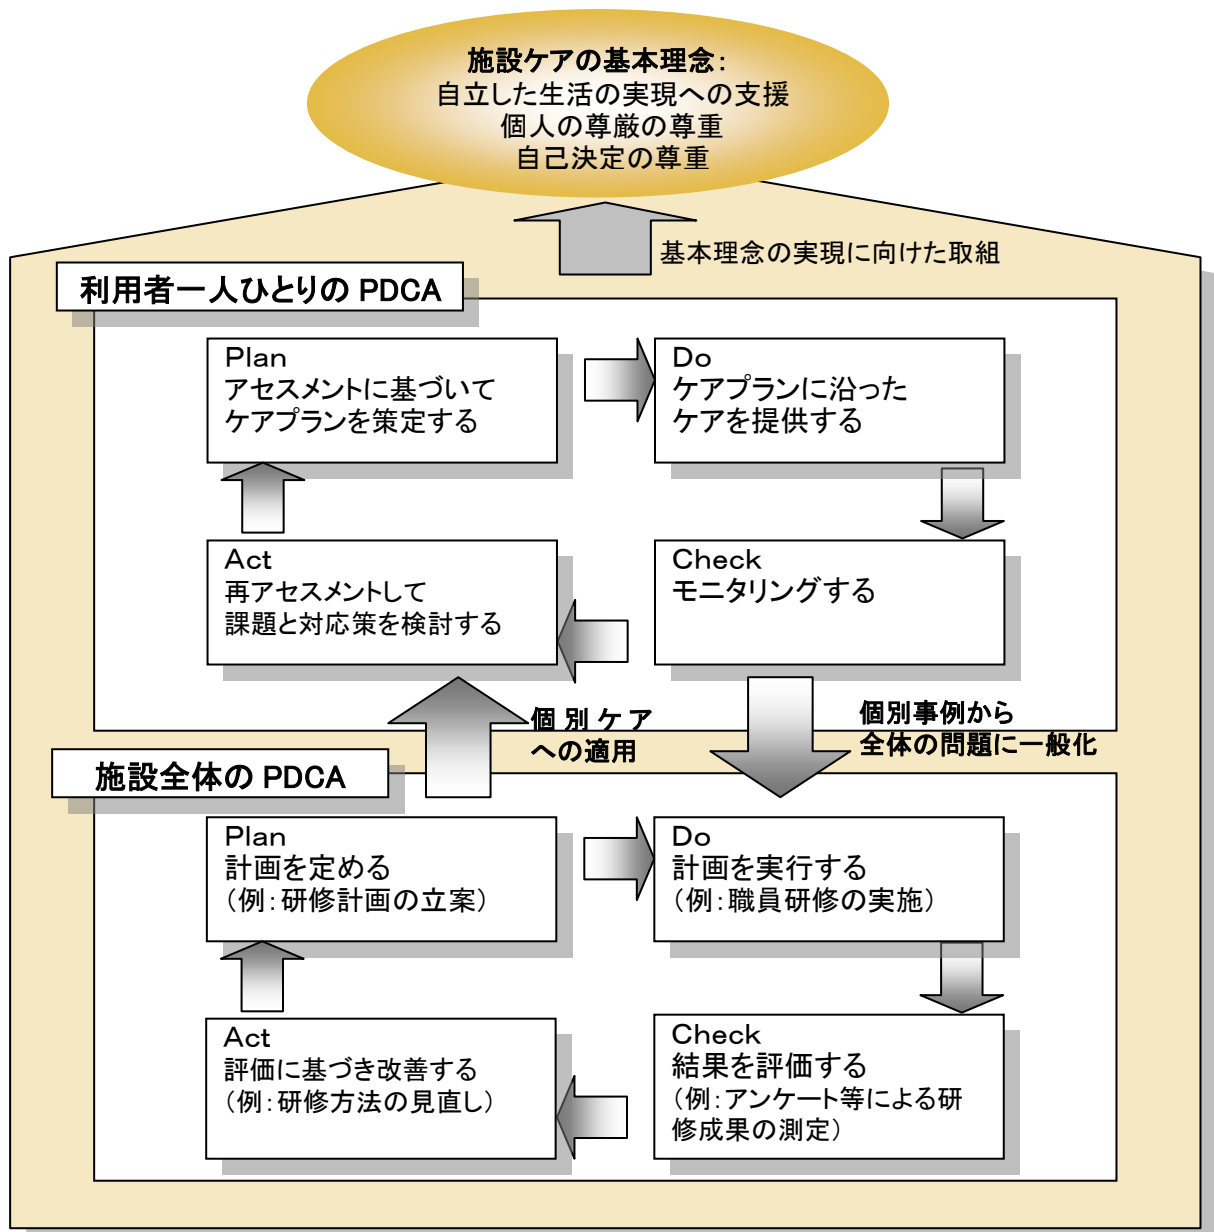 施設ケアの基本理念：
自立した生活の実現への支援
個人の尊厳の尊重
自己決定の尊重
基本理念の実現に向けた取組
利用者一人ひとりの PDCA
Plan
アセスメントに基づいて
ケアプランを策定する
Do
ケアプランに沿った
ケアを提供する
Act
再アセスメントして
課題と対応策を検討する
Check
モニタリングする
個別ケア
への適用
個別事例から
全体の問題に一般化
施設全体の PDCA
Plan
計画を定める
（例：研修計画の立案）
Do
計画を実行する
（例：職員研修の実施）
Act
評価に基づき改善する
（例：研修方法の見直し）
Check
結果を評価する
（例：アンケート等による研
修成果の測定）